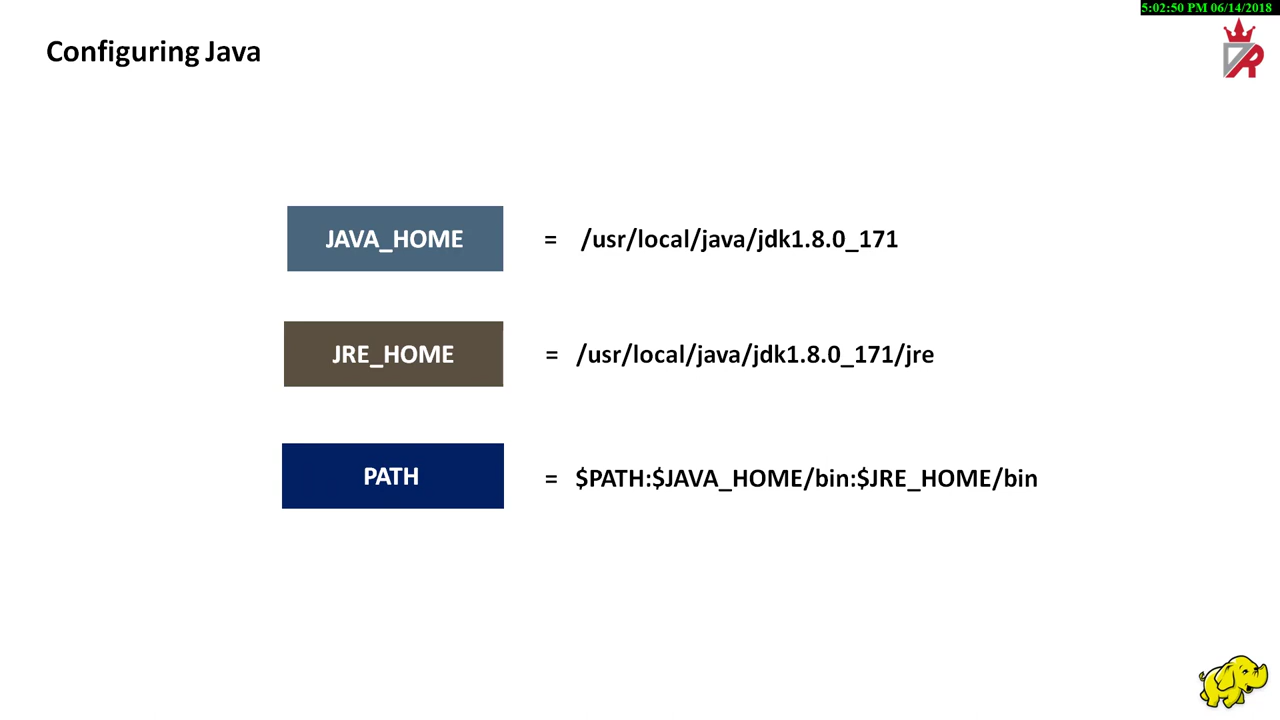 5:02:50 PM 06/14/2018
Configuring Java
JAVA_HOME = /usr/local/java/jdk1.8.0_171
JRE_HOME = /usr/local/java/jdk1.8.0_171/jre
PATH = $PATH:$JAVA_HOME/bin:$JRE_HOME/bin